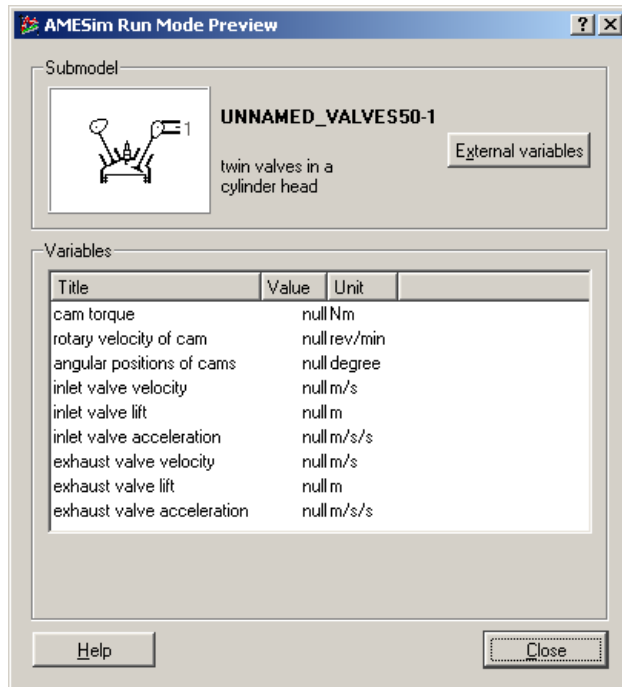 AMESim Run Mode Preview
Submodel
1
UNNAMED_VALVES50-1
External variables
twin valves in a
cylinder head
Variables
Title Value Unit
cam torque null Nm
rotary velocity of cam null rev/min
angular positions of cams null degree
inlet valve velocity null m/s
inlet valve lift null m
inlet valve acceleration null m/s/s
exhaust valve velocity null m/s
exhaust valve lift null m
exhaust valve acceleration null m/s/s
Help Close